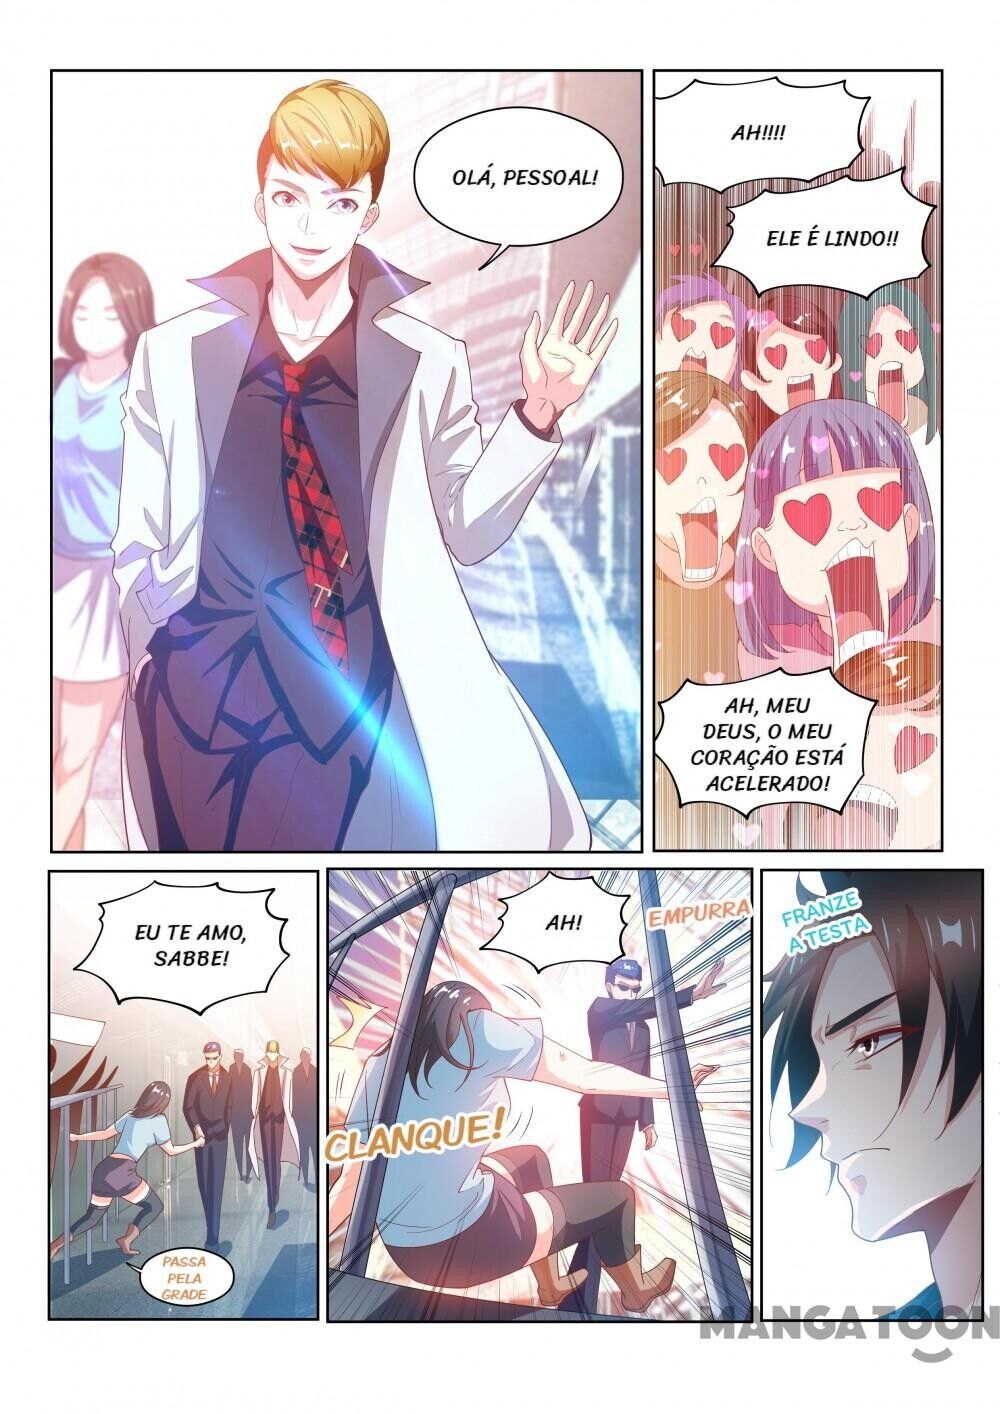 OLÁ, PESSOAL!
AH!!!!
ELE É LINDO!!
AH, MEU
DEUS, O MEU
CORAÇÃO ESTÁ
ACELERADO!
EU TE AMO,
SABBE!
PASSA
PELA
GRADE
AH!
EMPURRA
CLANQUE!
FRANZE
A TESTA
MANGATOON